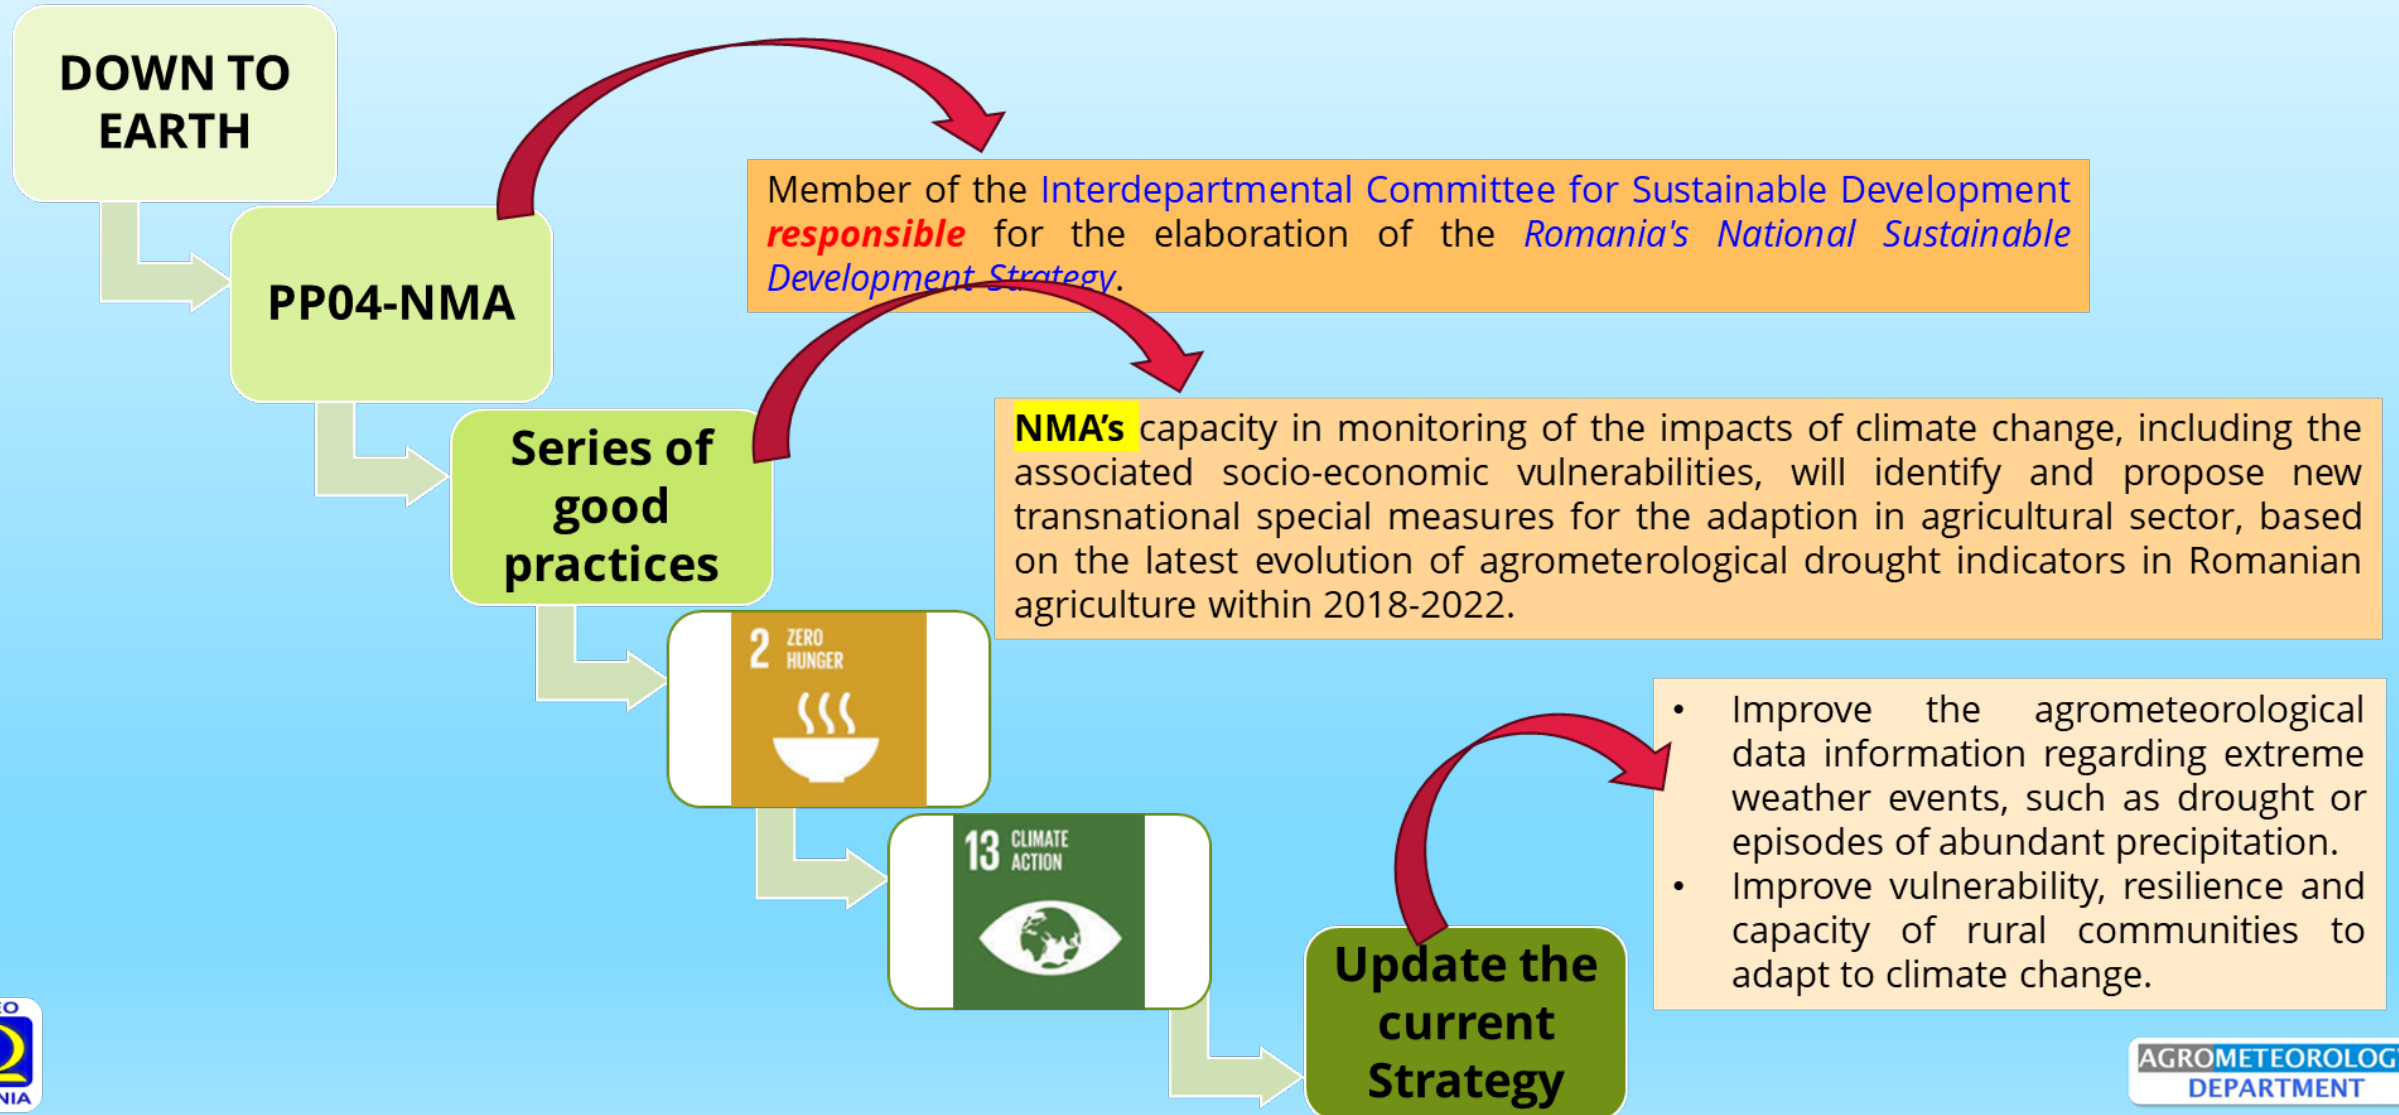 DOWN TO
EARTH
PP04-NMA
Member of the Interdepartmental Committee for Sustainable Development
responsible for the elaboration of the Romania's National Sustainable
Development Strategy.
Series of
good
practices
NMA’s capacity in monitoring of the impacts of climate change, including the
associated socio-economic vulnerabilities, will identify and propose new
transnational special measures for the adaption in agricultural sector, based
on the latest evolution of agrometerological drought indicators in Romanian
agriculture within 2018-2022.
2 ZERO
HUNGER
13 CLIMATE
ACTION
Update the
current
Strategy
• Improve the agrometeorological
data information regarding extreme
weather events, such as drought or
episodes of abundant precipitation.
• Improve vulnerability, resilience and
capacity of rural communities to
adapt to climate change.
AGROMETEOROLOGY
DEPARTMENT